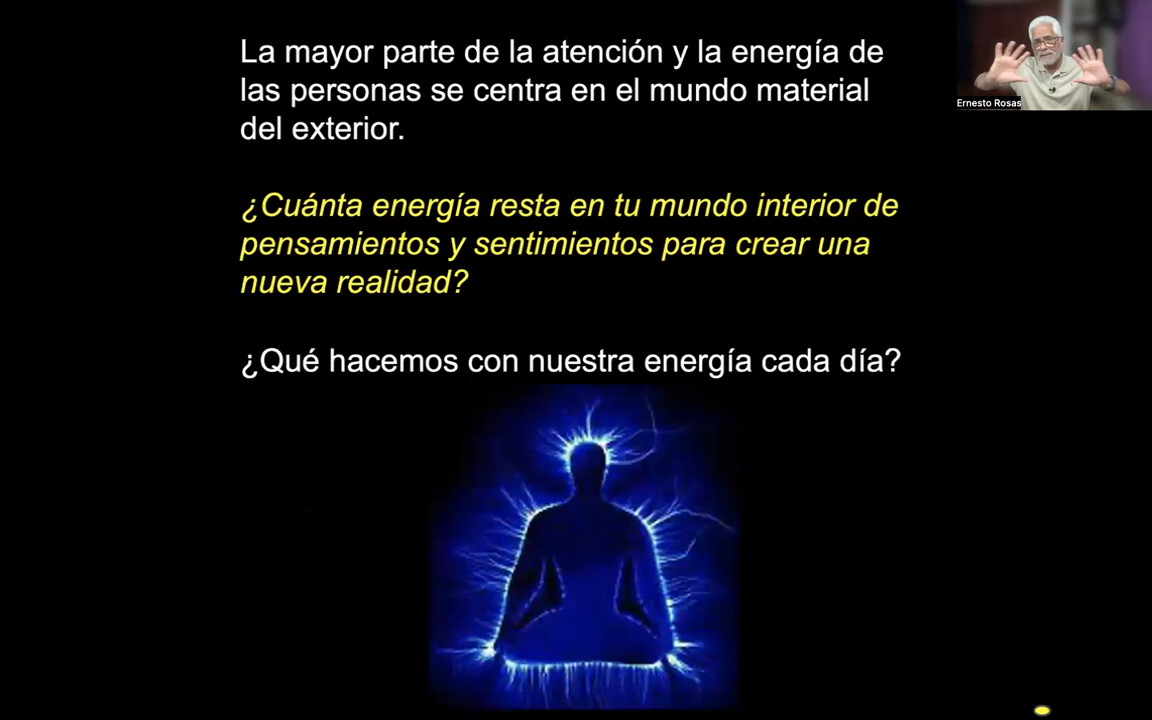 La mayor parte de la atención y la energía de
las personas se centra en el mundo material
del exterior.
¿Cuánta energía resta en tu mundo interior de
pensamientos y sentimientos para crear una
nueva realidad?
¿Qué hacemos con nuestra energía cada día?
Ernesto Rosas